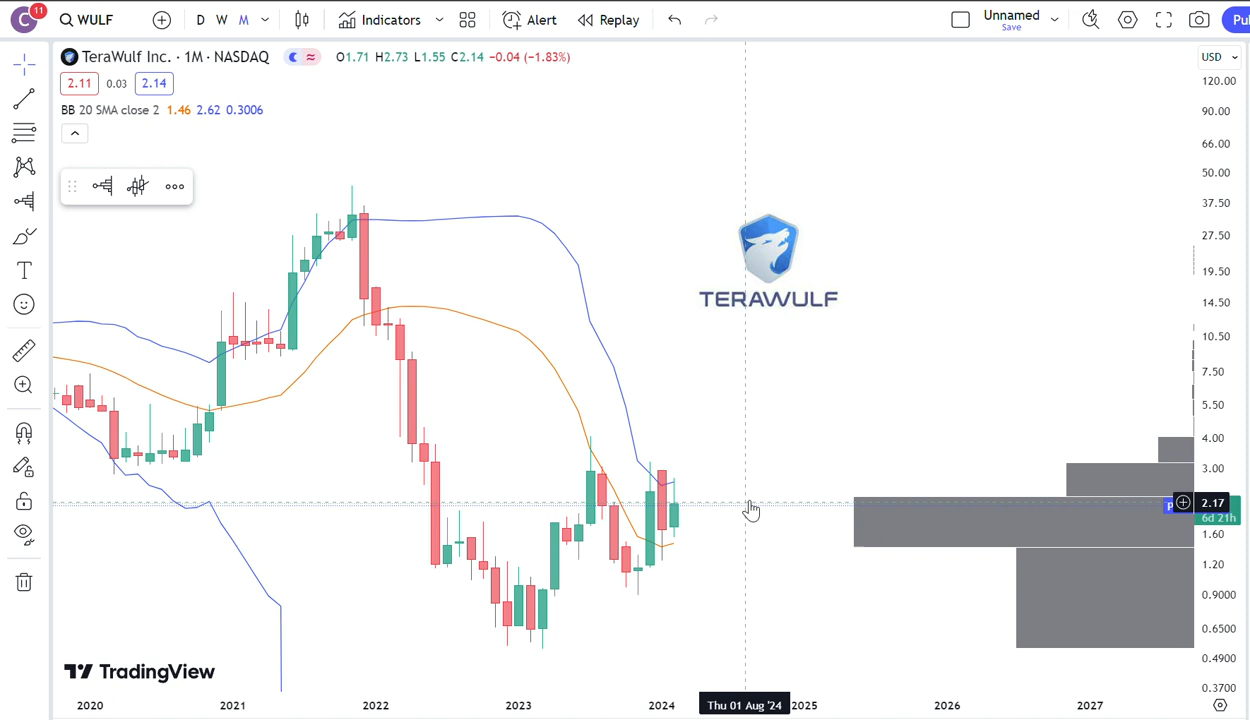 C 11 WULF D W M Indicators Alert Replay Unnamed Save Pu
TeraWulf Inc. · 1M · NASDAQ O1.71 H2.73 L1.55 C2.14 −0.04 (−1.83%) USD
2.11 0.03 2.14
BB 20 SMA close 2 1.46 2.62 0.3006
120.00
90.00
66.00
50.00
37.50
27.50
19.50
14.50
10.50
7.50
5.50
4.00
3.00
2.17
6d 21h
1.60
1.20
0.9000
0.6500
0.4900
0.3700
TERAWULF
TradingView
2020 2021 2022 2023 2024 Thu 01 Aug '24 2025 2026 2027